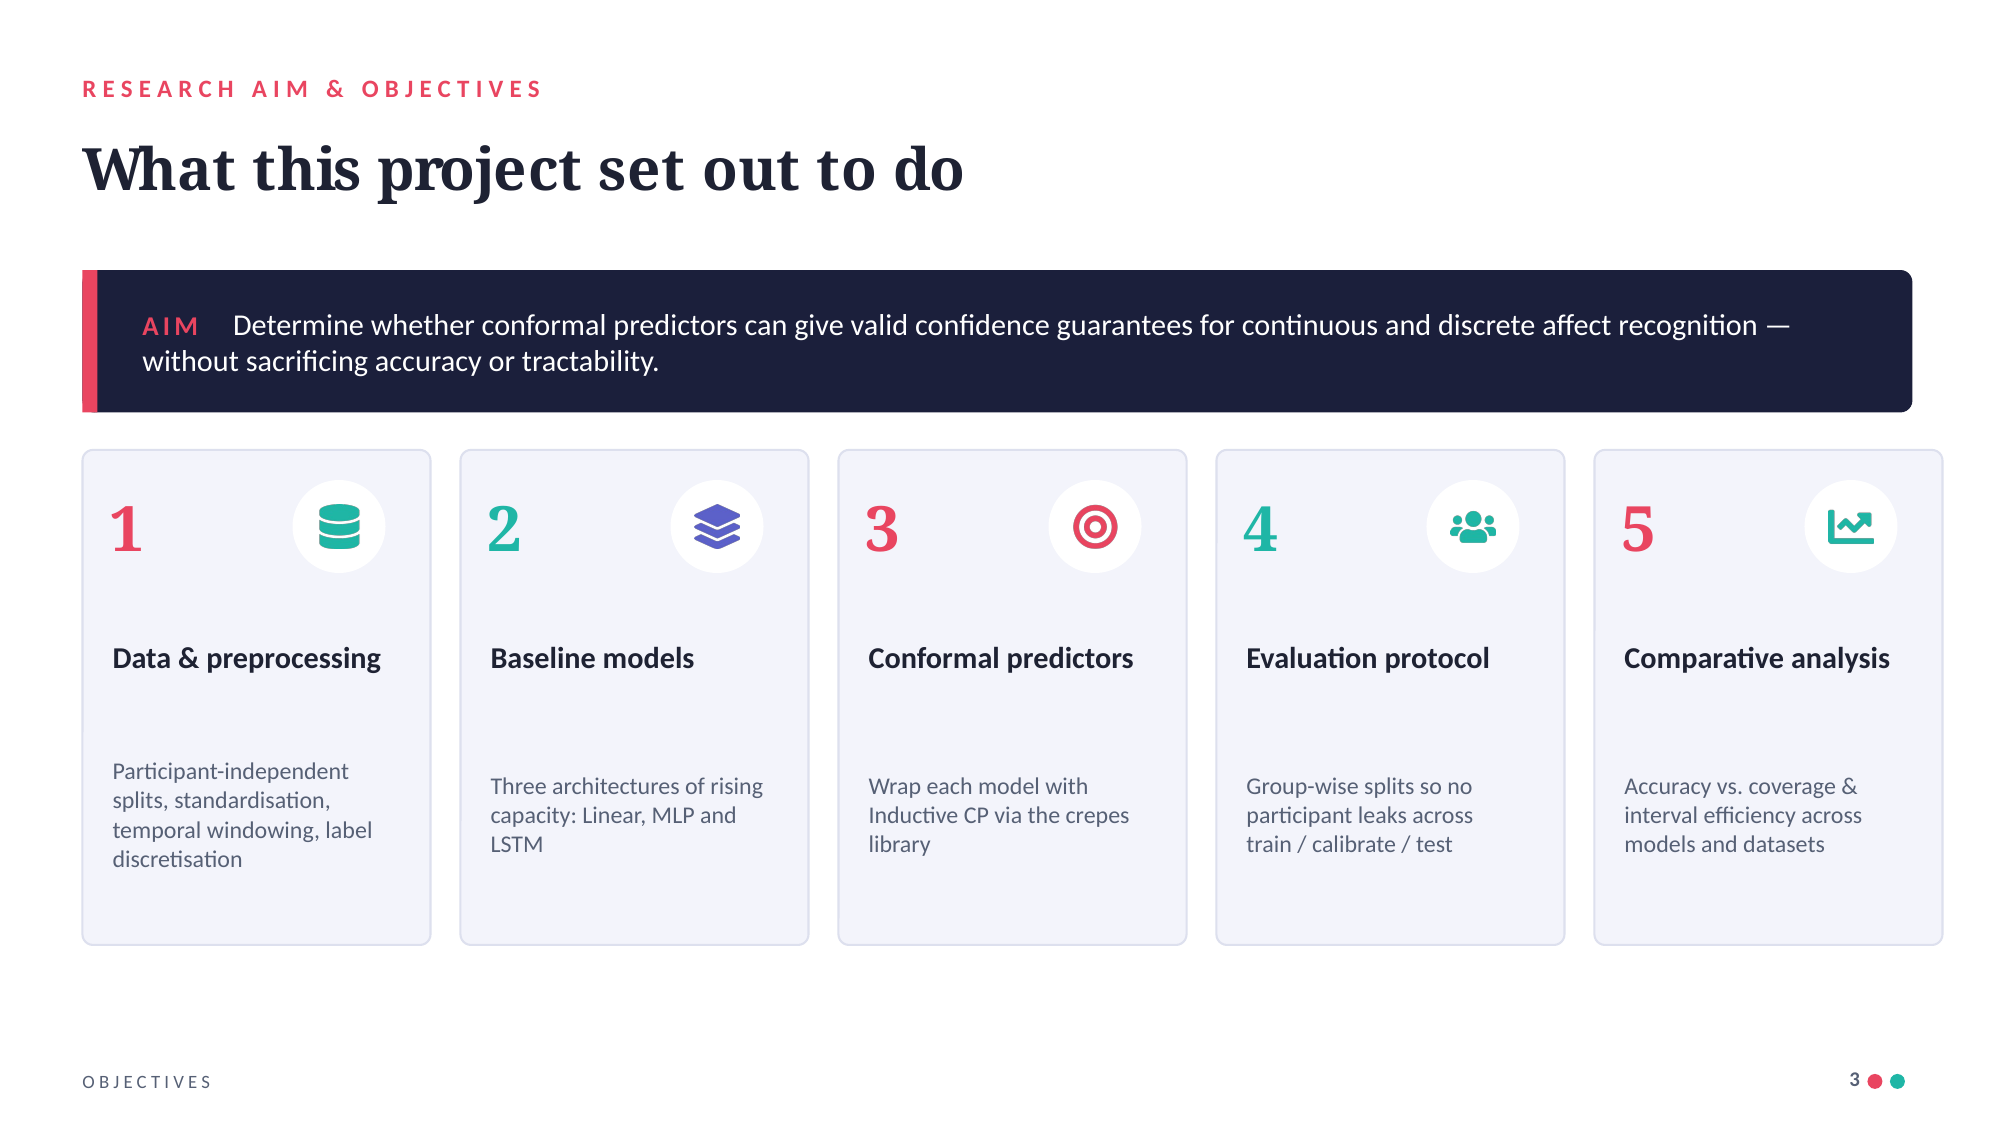 RESEARCH AIM & OBJECTIVES
What this project set out to do
AIM Determine whether conformal predictors can give valid confidence guarantees for continuous and discrete affect recognition —
without sacrificing accuracy or tractability.
1
Data & preprocessing
Participant-independent
splits, standardisation,
temporal windowing, label
discretisation
2
Baseline models
Three architectures of rising
capacity: Linear, MLP and
LSTM
3
Conformal predictors
Wrap each model with
Inductive CP via the crepes
library
4
Evaluation protocol
Group-wise splits so no
participant leaks across
train / calibrate / test
5
Comparative analysis
Accuracy vs. coverage &
interval efficiency across
models and datasets
OBJECTIVES
3